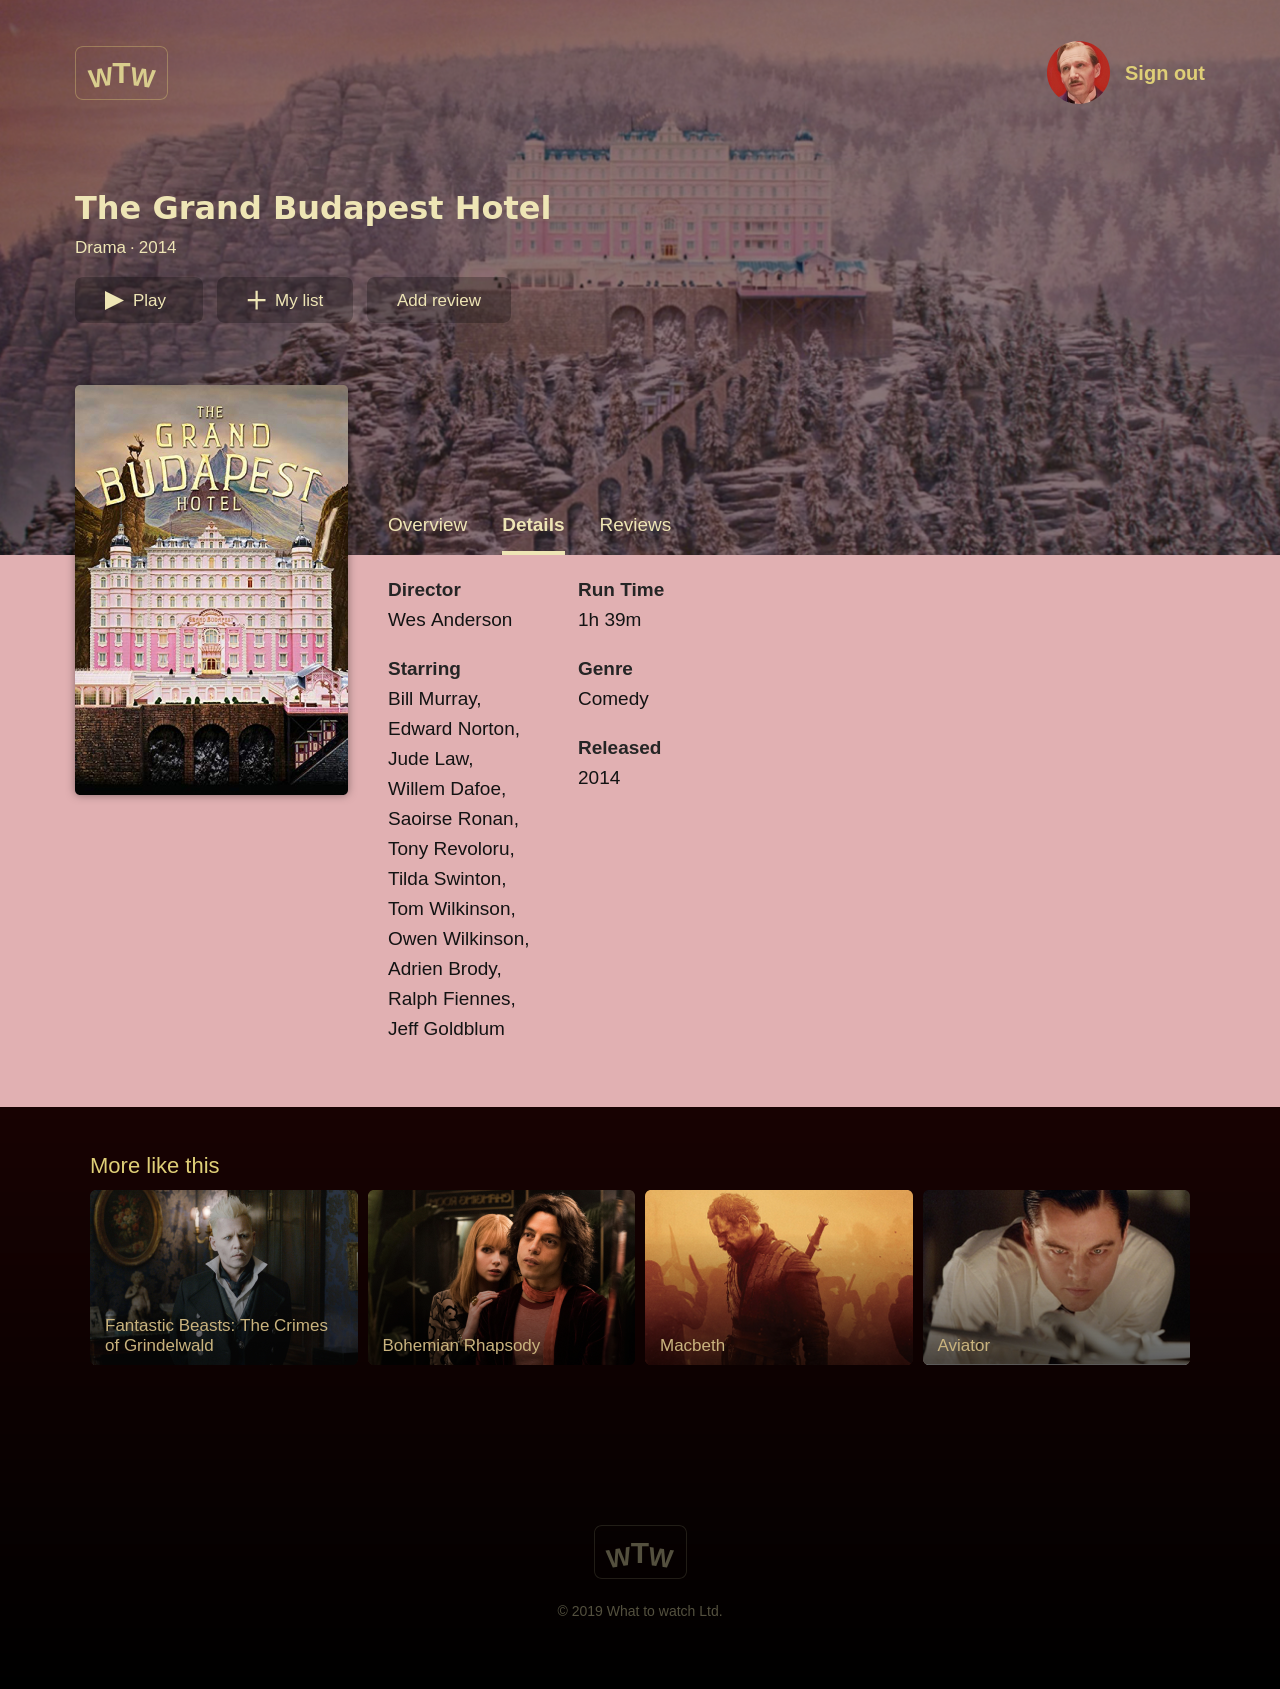 WTW
Sign out
The Grand Budapest Hotel
Drama · 2014
Play
My list
Add review
THE
GRAND
BUDAPEST
HOTEL
GRAND BUDAPEST
Overview
Details
Reviews
Director
Wes Anderson
Starring
Bill Murray,
Edward Norton,
Jude Law,
Willem Dafoe,
Saoirse Ronan,
Tony Revoloru,
Tilda Swinton,
Tom Wilkinson,
Owen Wilkinson,
Adrien Brody,
Ralph Fiennes,
Jeff Goldblum
Run Time
1h 39m
Genre
Comedy
Released
2014
More like this
Fantastic Beasts: The Crimes
of Grindelwald
Bohemian Rhapsody
Macbeth
Aviator
WTW
© 2019 What to watch Ltd.